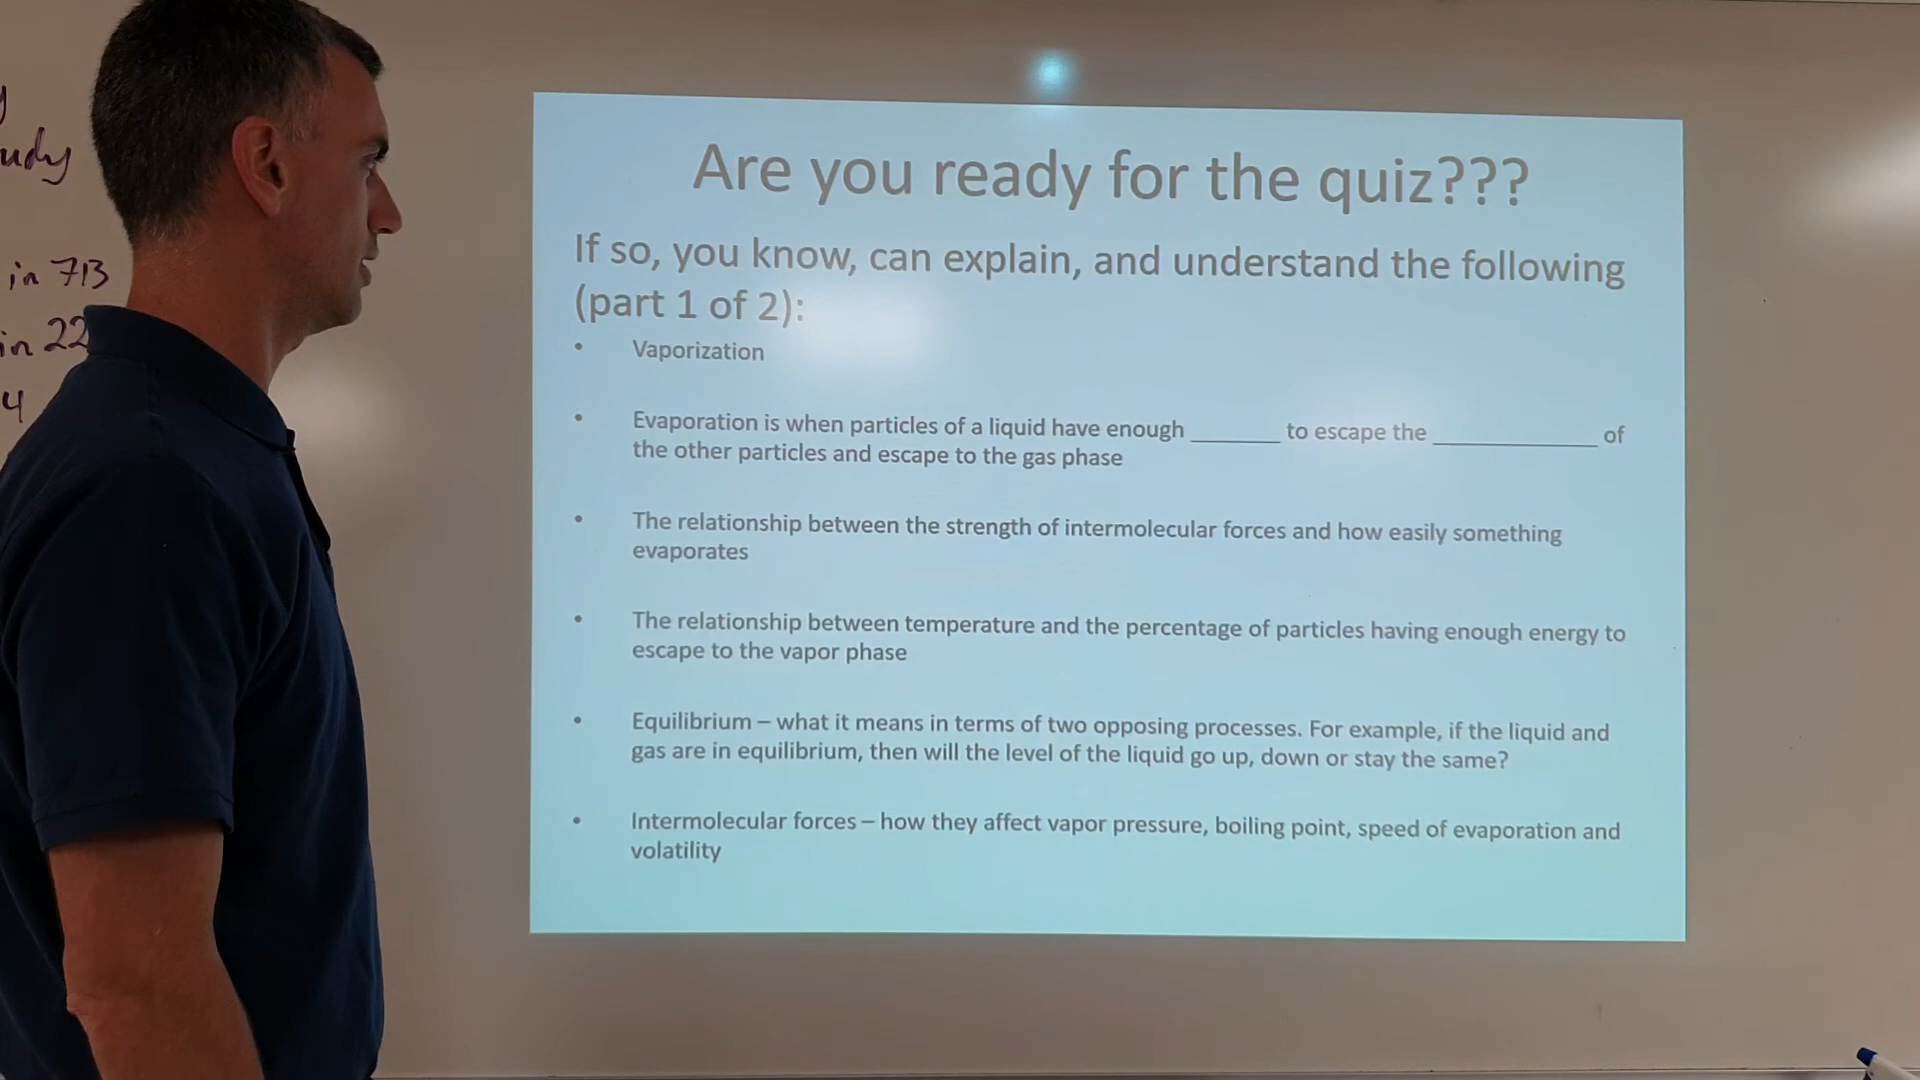 in 713
in 22
4
Are you ready for the quiz???
If so, you know, can explain, and understand the following
(part 1 of 2):
• Vaporization
• Evaporation is when particles of a liquid have enough _______ to escape the _____________ of
the other particles and escape to the gas phase
• The relationship between the strength of intermolecular forces and how easily something
evaporates
• The relationship between temperature and the percentage of particles having enough energy to
escape to the vapor phase
• Equilibrium – what it means in terms of two opposing processes. For example, if the liquid and
gas are in equilibrium, then will the level of the liquid go up, down or stay the same?
• Intermolecular forces – how they affect vapor pressure, boiling point, speed of evaporation and
volatility